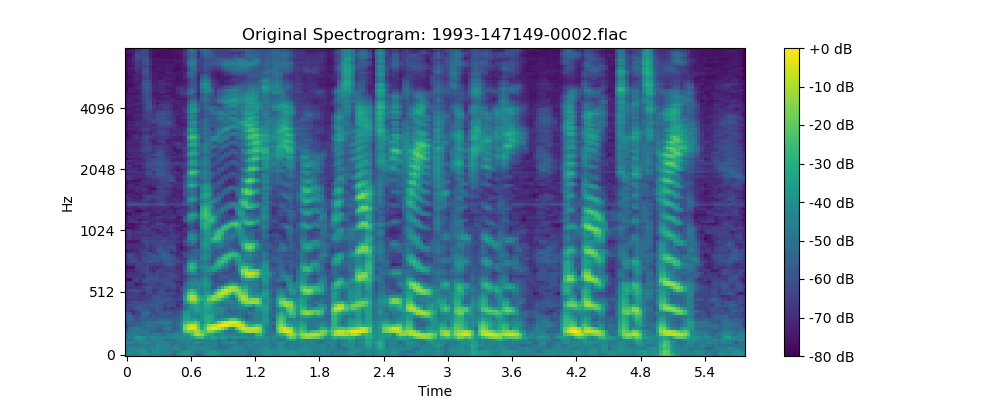 Original Spectrogram: 1993-147149-0002.flac
Hz
4096
2048
1024
512
0
0 0.6 1.2 1.8 2.4 3 3.6 4.2 4.8 5.4
Time
+0 dB
-10 dB
-20 dB
-30 dB
-40 dB
-50 dB
-60 dB
-70 dB
-80 dB